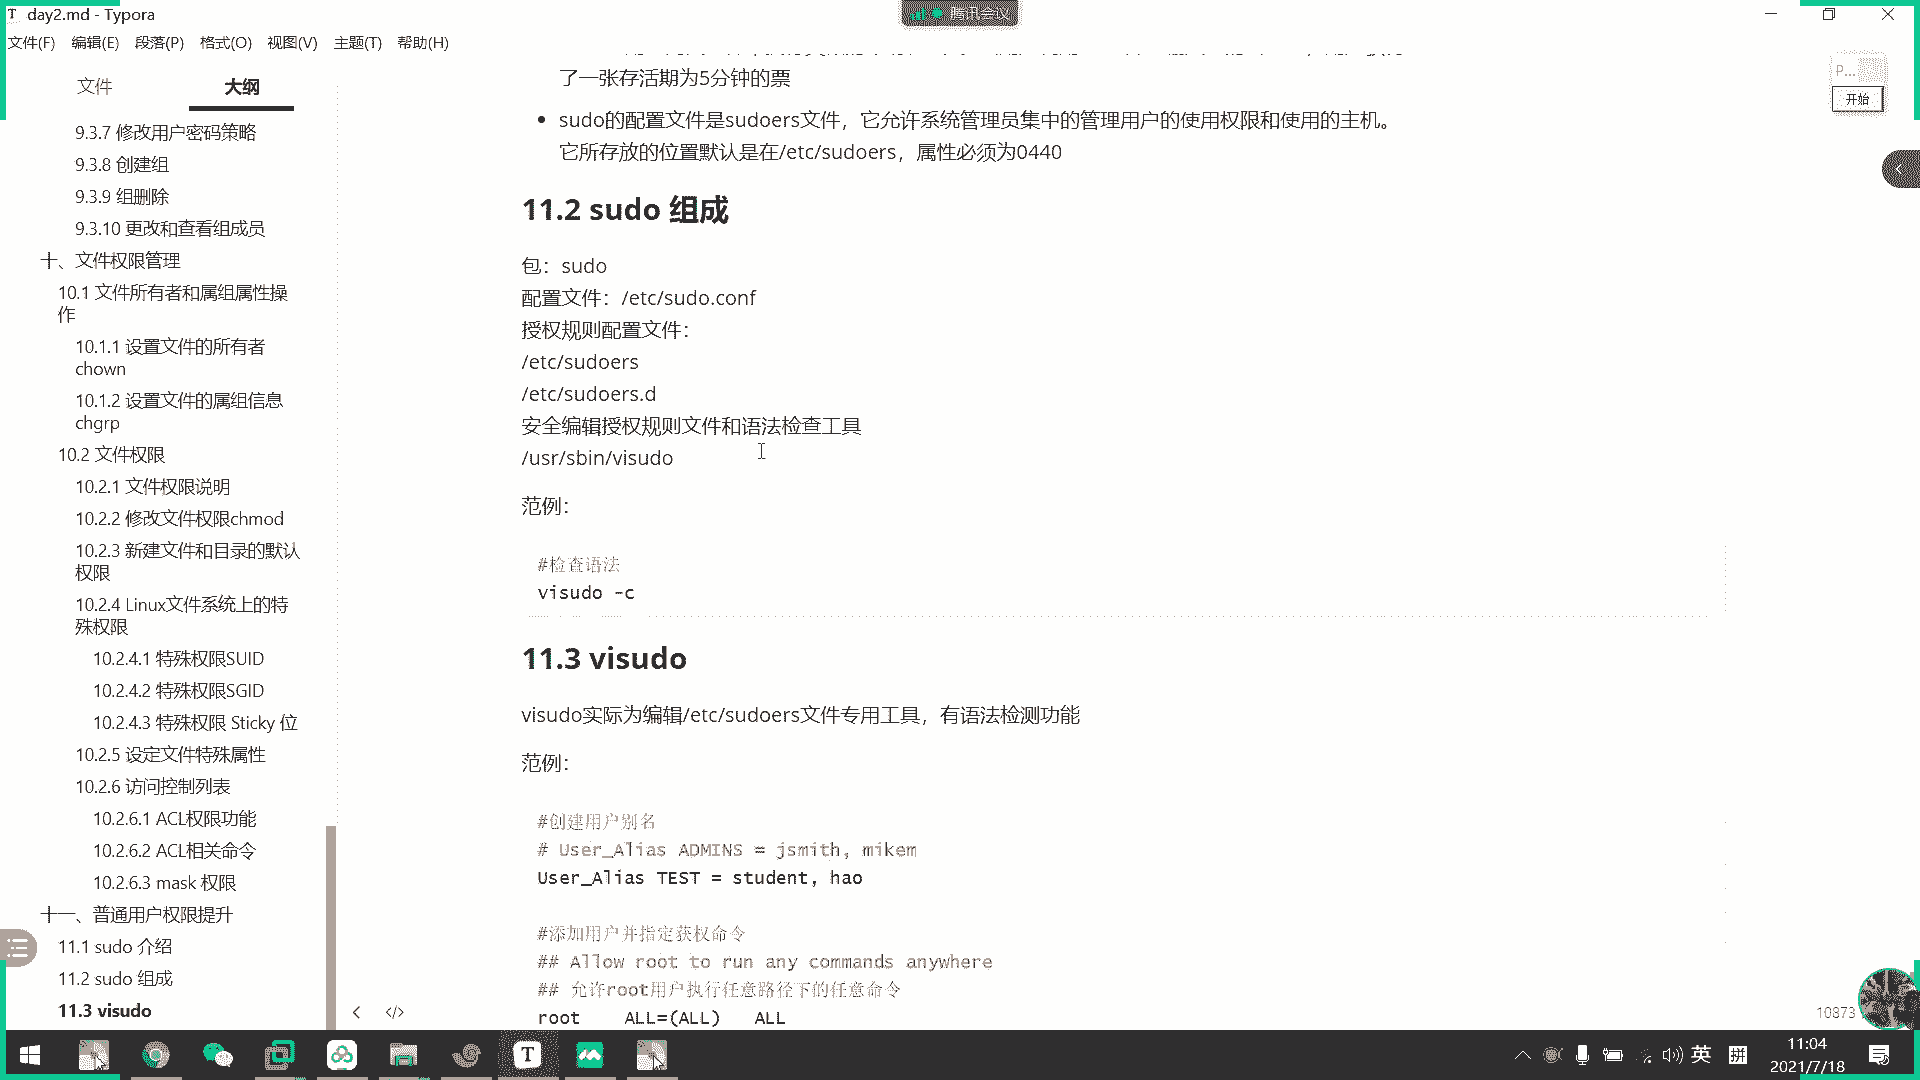 day2.md - Typora
腾讯会议
文件(F) 编辑(E) 段落(P) 格式(O) 视图(V) 主题(T) 帮助(H)
文件 大纲
9.3.7 修改用户密码策略
9.3.8 创建组
9.3.9 组删除
9.3.10 更改和查看组成员
十、文件权限管理
10.1 文件所有者和属组属性操
作
10.1.1 设置文件的所有者
chown
10.1.2 设置文件的属组信息
chgrp
10.2 文件权限
10.2.1 文件权限说明
10.2.2 修改文件权限chmod
10.2.3 新建文件和目录的默认
权限
10.2.4 Linux文件系统上的特
殊权限
10.2.4.1 特殊权限SUID
10.2.4.2 特殊权限SGID
10.2.4.3 特殊权限 Sticky 位
10.2.5 设定文件特殊属性
10.2.6 访问控制列表
10.2.6.1 ACL权限功能
10.2.6.2 ACL相关命令
10.2.6.3 mask 权限
十一、普通用户权限提升
11.1 sudo 介绍
11.2 sudo 组成
11.3 visudo
了一张存活期为5分钟的票
• sudo的配置文件是sudoers文件，它允许系统管理员集中的管理用户的使用权限和使用的主机。
它所存放的位置默认是在/etc/sudoers，属性必须为0440
11.2 sudo 组成
包：sudo
配置文件：/etc/sudo.conf
授权规则配置文件：
/etc/sudoers
/etc/sudoers.d
安全编辑授权规则文件和语法检查工具
/usr/sbin/visudo
范例：
#检查语法
visudo -c
11.3 visudo
visudo实际为编辑/etc/sudoers文件专用工具，有语法检测功能
范例：
#创建用户别名
# User_Alias ADMINS = jsmith, mikem
User_Alias TEST = student, hao
#添加用户并指定获权命令
## Allow root to run any commands anywhere
## 允许root用户执行任意路径下的任意命令
root ALL=(ALL) ALL
P...
开始
10873
英 拼
11:04
2021/7/18